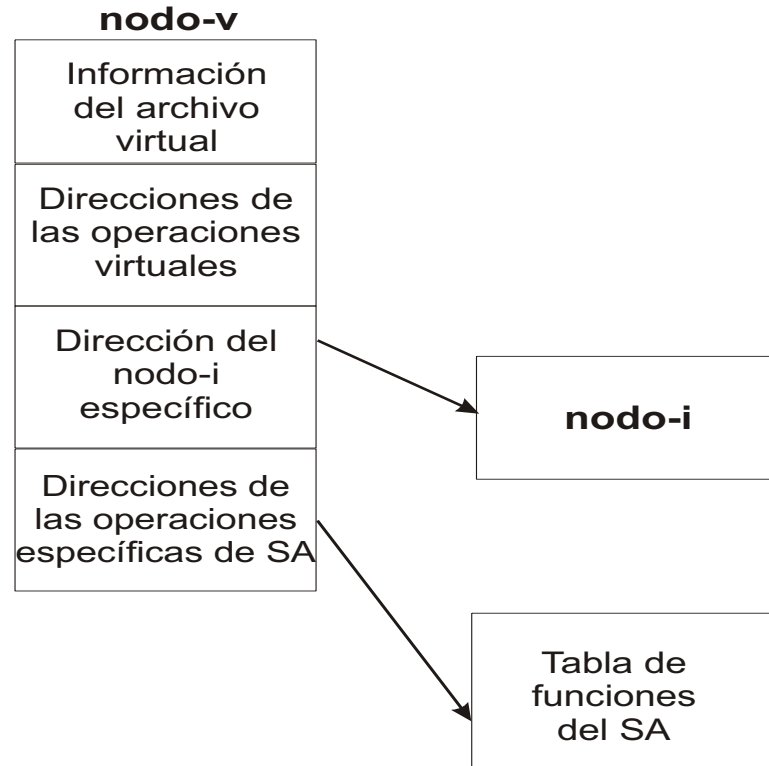 nodo-v
Información
del archivo
virtual
Direcciones de
las operaciones
virtuales
Dirección del
nodo-i
específico
nodo-i
Direcciones de
las operaciones
específicas de SA
Tabla de
funciones
del SA